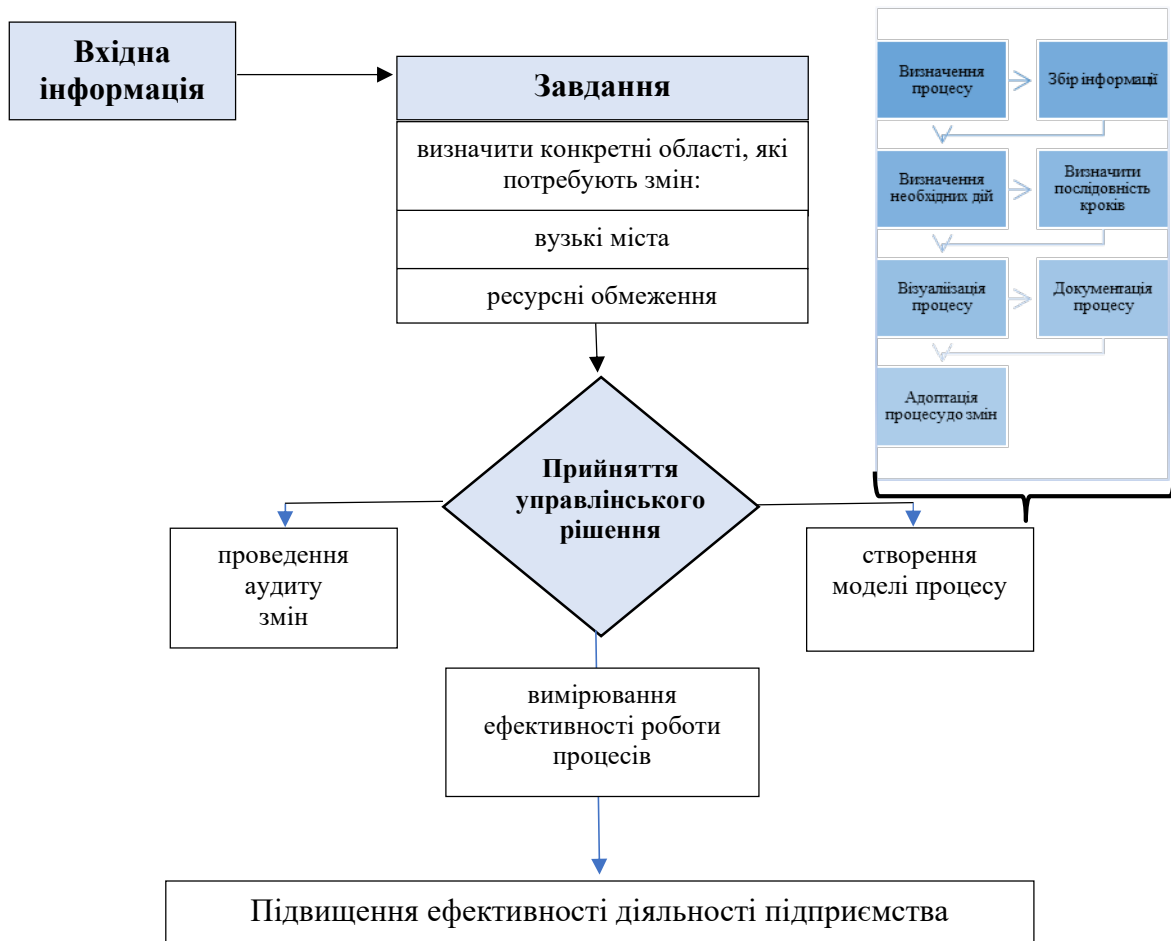 Вхідна
інформація
Завдання
визначити конкретні області, які
потребують змін:
вузькі міста
ресурсні обмеження
Визначення
процесу
Збір інформації
Визначення
необхідних дій
Визначити
послідовність
кроків
Візуаліізація
процесу
Документація
процесу
Адоптація
процесудо змін
Прийняття
управлінського
рішення
проведення
аудиту
змін
створення
моделі процесу
вимірювання
ефективності роботи
процесів
Підвищення ефективності діяльності підприємства